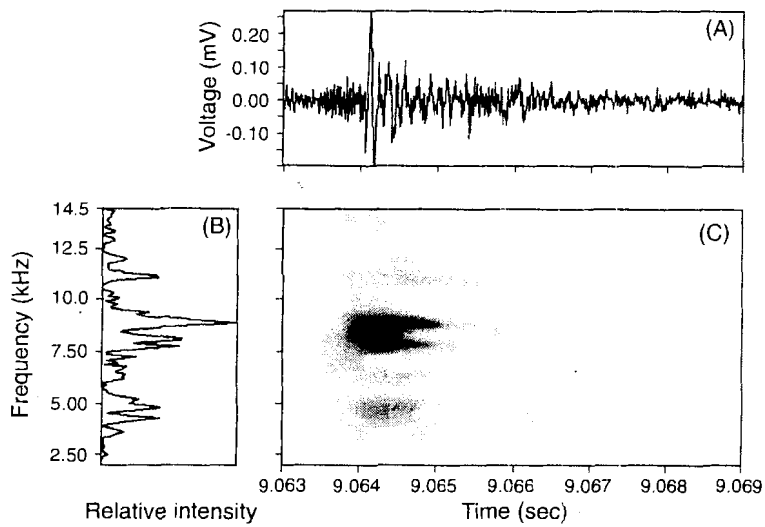 (A)
Voltage (mV)
0.20
0.10
0.00
-0.10
(B)
Frequency (kHz)
14.5
12.5
10.0
7.50
5.00
2.50
Relative intensity
(C)
9.063 9.064 9.065 9.066 9.067 9.068 9.069
Time (sec)